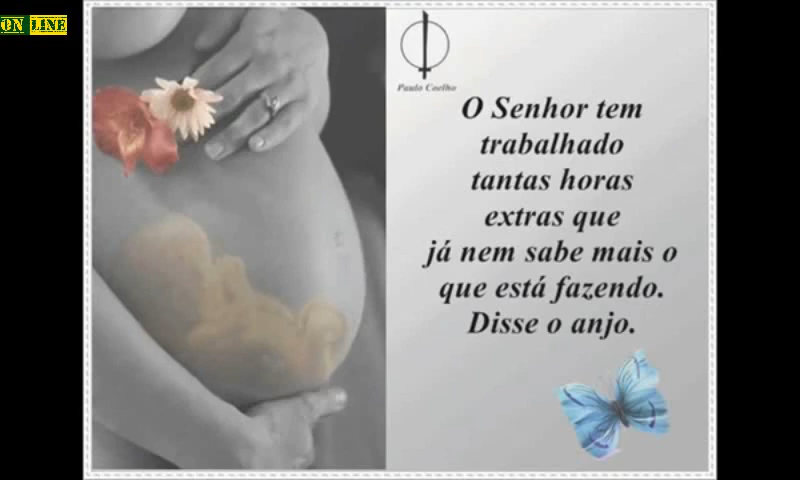 ON LINE
Paulo Coelho
O Senhor tem
trabalhado
tantas horas
extras que
já nem sabe mais o
que está fazendo.
Disse o anjo.